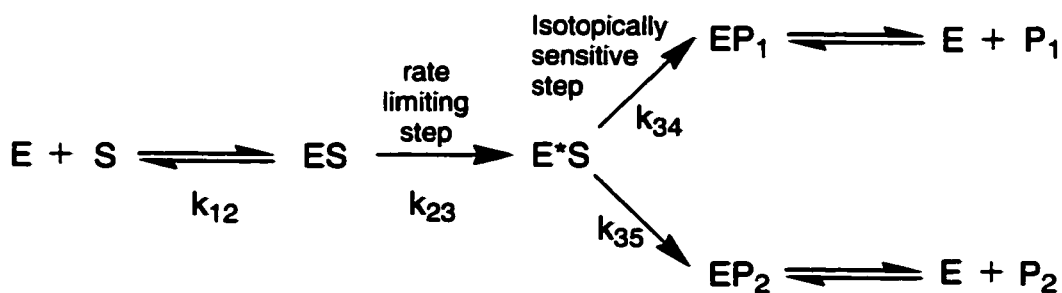 Isotopically
sensitive
step
EP1 E + P1
rate
limiting
step
k34
E + S ES E*S
k12 k23
k35
EP2 E + P2